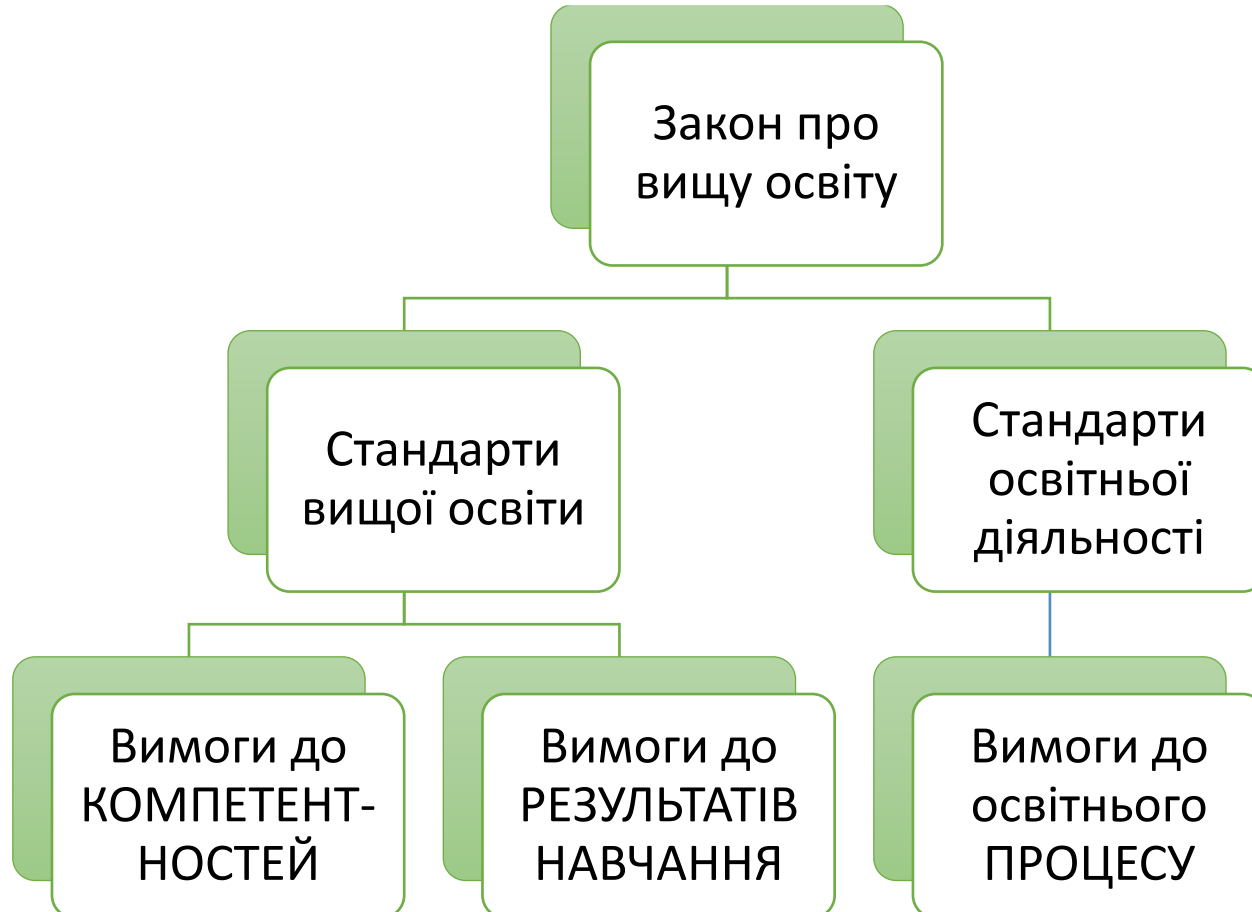 Закон про
вищу освіту
Стандарти
вищої освіти
Стандарти
освітньої
діяльності
Вимоги до
КОМПЕТЕНТ-
НОСТЕЙ
Вимоги до
РЕЗУЛЬТАТІВ
НАВЧАННЯ
Вимоги до
освітнього
ПРОЦЕСУ